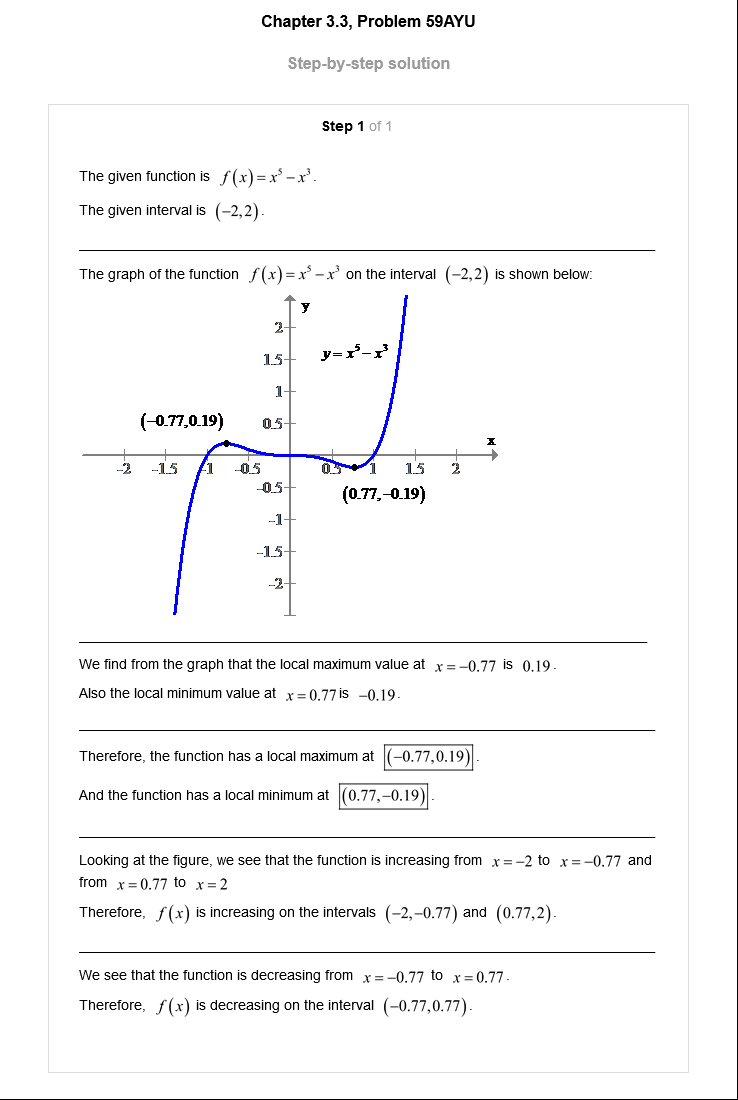 Chapter 3.3, Problem 59AYU
Step-by-step solution
Step 1 of 1
The given function is f(x) = x⁵ − x³.
The given interval is (−2,2).
The graph of the function f(x) = x⁵ − x³ on the interval (−2,2) is shown below:
y
2
y = x⁵ − x³
1.5
1
(−0.77,0.19)
0.5
x
−2 −1.5 −1 −0.5 0.5 1 1.5 2
−0.5
(0.77,−0.19)
−1
−1.5
−2
We find from the graph that the local maximum value at x = −0.77 is 0.19.
Also the local minimum value at x = 0.77 is −0.19.
Therefore, the function has a local maximum at (−0.77,0.19).
And the function has a local minimum at (0.77,−0.19).
Looking at the figure, we see that the function is increasing from x = −2 to x = −0.77 and
from x = 0.77 to x = 2
Therefore, f(x) is increasing on the intervals (−2,−0.77) and (0.77,2).
We see that the function is decreasing from x = −0.77 to x = 0.77.
Therefore, f(x) is decreasing on the interval (−0.77,0.77).